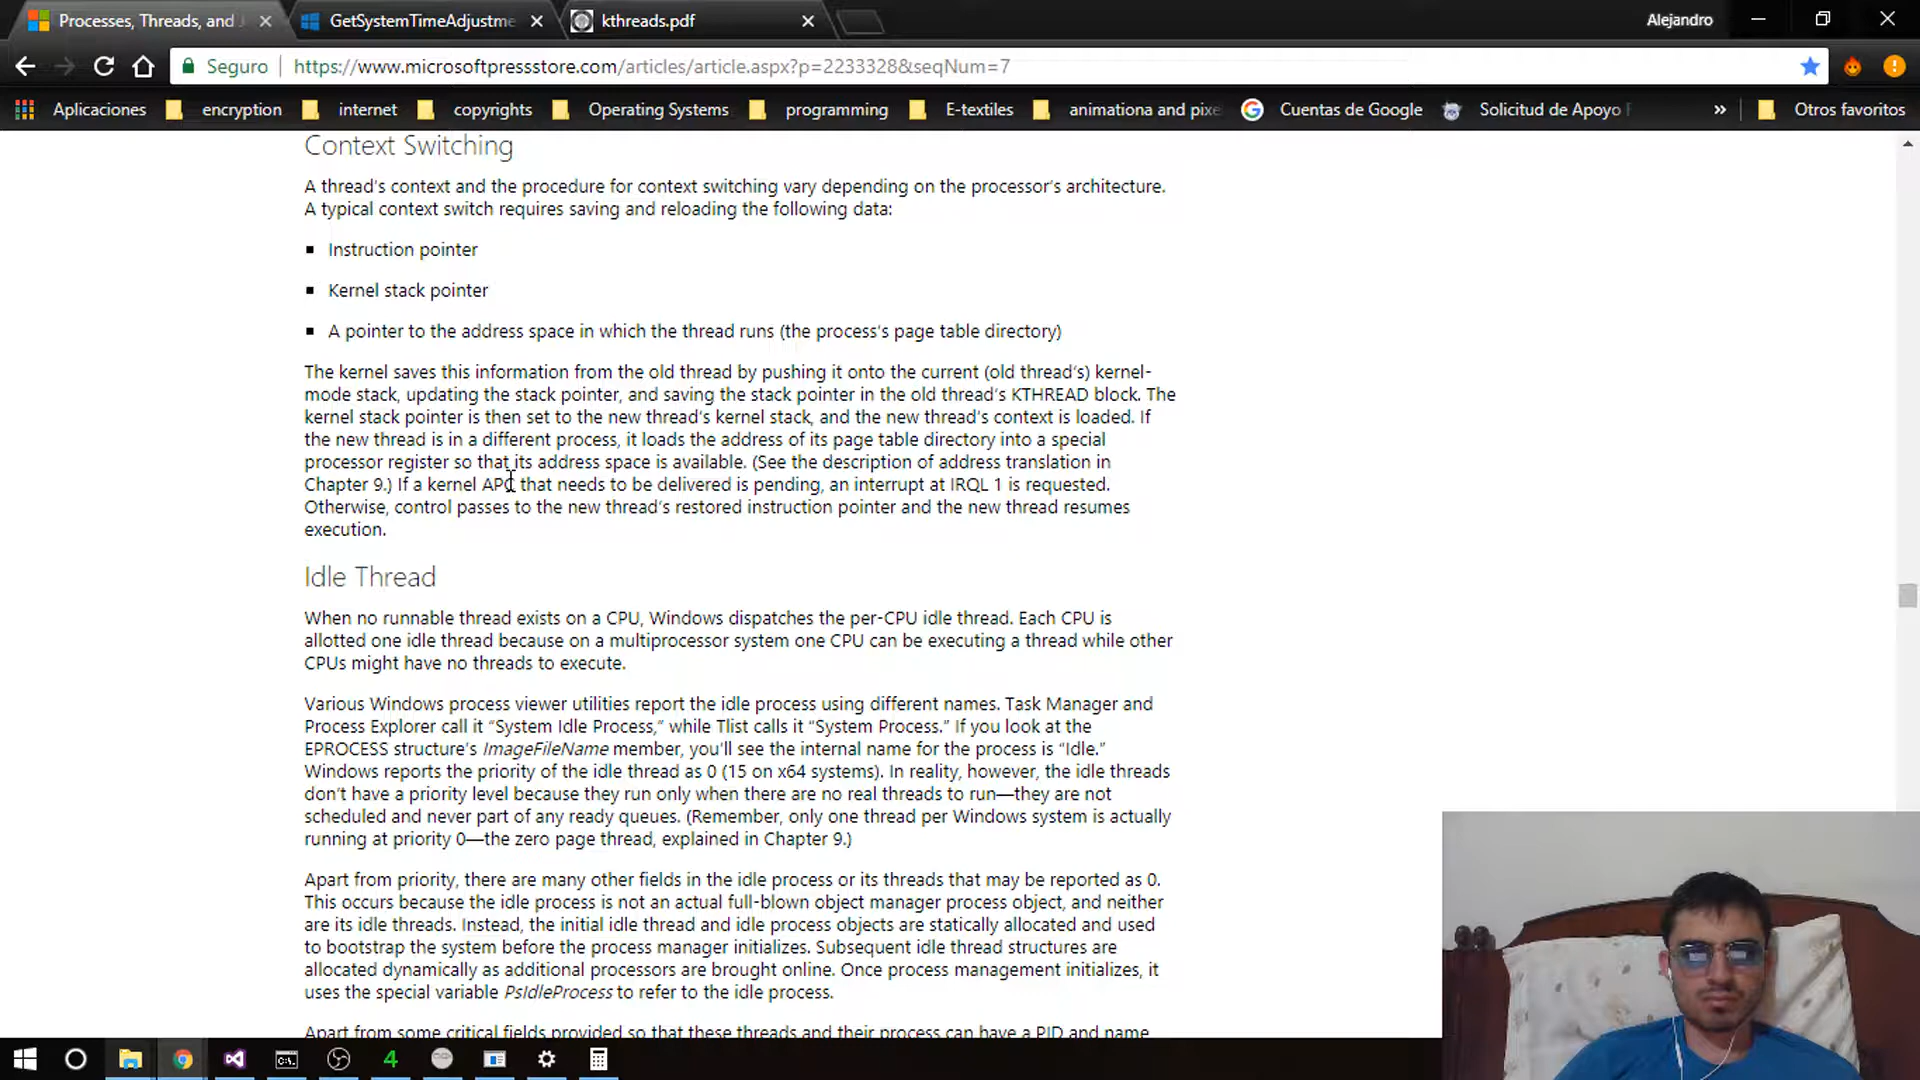 Processes, Threads, and J
GetSystemTimeAdjustme
kthreads.pdf
Alejandro
Seguro
https://www.microsoftpressstore.com/articles/article.aspx?p=2233328&seqNum=7
Aplicaciones
encryption
internet
copyrights
Operating Systems
programming
E-textiles
animationa and pixe
Cuentas de Google
Solicitud de Apoyo
»
Otros favoritos
Context Switching
A thread's context and the procedure for context switching vary depending on the processor's architecture.
A typical context switch requires saving and reloading the following data:
Instruction pointer
Kernel stack pointer
A pointer to the address space in which the thread runs (the process's page table directory)
The kernel saves this information from the old thread by pushing it onto the current (old thread's) kernel-
mode stack, updating the stack pointer, and saving the stack pointer in the old thread's KTHREAD block. The
kernel stack pointer is then set to the new thread's kernel stack, and the new thread's context is loaded. If
the new thread is in a different process, it loads the address of its page table directory into a special
processor register so that its address space is available. (See the description of address translation in
Chapter 9.) If a kernel APC that needs to be delivered is pending, an interrupt at IRQL 1 is requested.
Otherwise, control passes to the new thread's restored instruction pointer and the new thread resumes
execution.
Idle Thread
When no runnable thread exists on a CPU, Windows dispatches the per-CPU idle thread. Each CPU is
allotted one idle thread because on a multiprocessor system one CPU can be executing a thread while other
CPUs might have no threads to execute.
Various Windows process viewer utilities report the idle process using different names. Task Manager and
Process Explorer call it “System Idle Process,” while Tlist calls it “System Process.” If you look at the
EPROCESS structure's ImageFileName member, you'll see the internal name for the process is “Idle.”
Windows reports the priority of the idle thread as 0 (15 on x64 systems). In reality, however, the idle threads
don't have a priority level because they run only when there are no real threads to run—they are not
scheduled and never part of any ready queues. (Remember, only one thread per Windows system is actually
running at priority 0—the zero page thread, explained in Chapter 9.)
Apart from priority, there are many other fields in the idle process or its threads that may be reported as 0.
This occurs because the idle process is not an actual full-blown object manager process object, and neither
are its idle threads. Instead, the initial idle thread and idle process objects are statically allocated and used
to bootstrap the system before the process manager initializes. Subsequent idle thread structures are
allocated dynamically as additional processors are brought online. Once process management initializes, it
uses the special variable PsIdleProcess to refer to the idle process.
Apart from some critical fields provided so that these threads and their process can have a PID and name
4